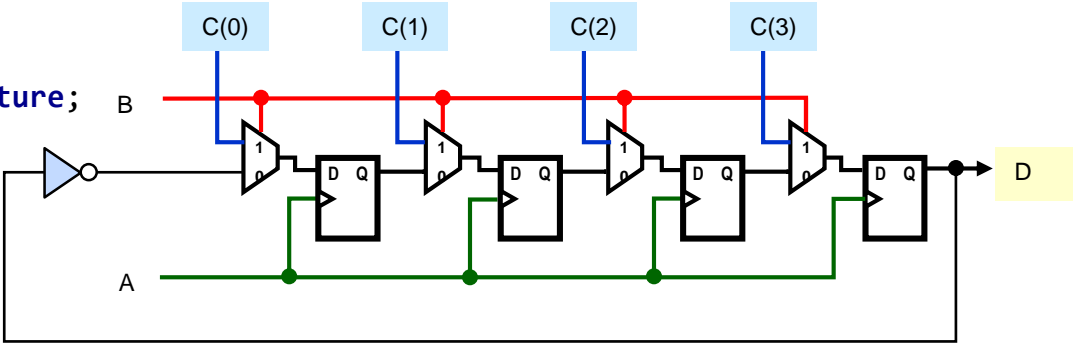 C(0) C(1) C(2) C(3)
ture;
B
1 1 1 1
0 0 0 0
D Q D Q D Q D Q
D
A